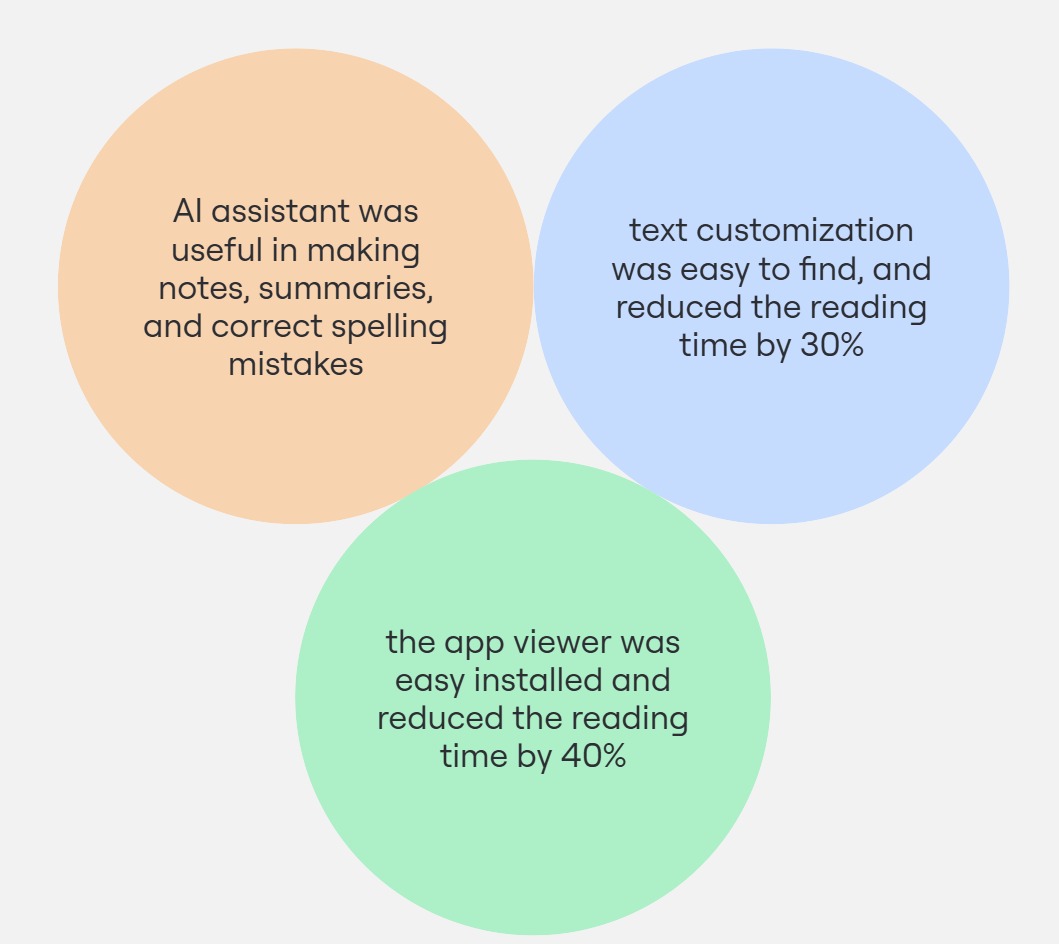 AI assistant was
useful in making
notes, summaries,
and correct spelling
mistakes
text customization
was easy to find, and
reduced the reading
time by 30%
the app viewer was
easy installed and
reduced the reading
time by 40%